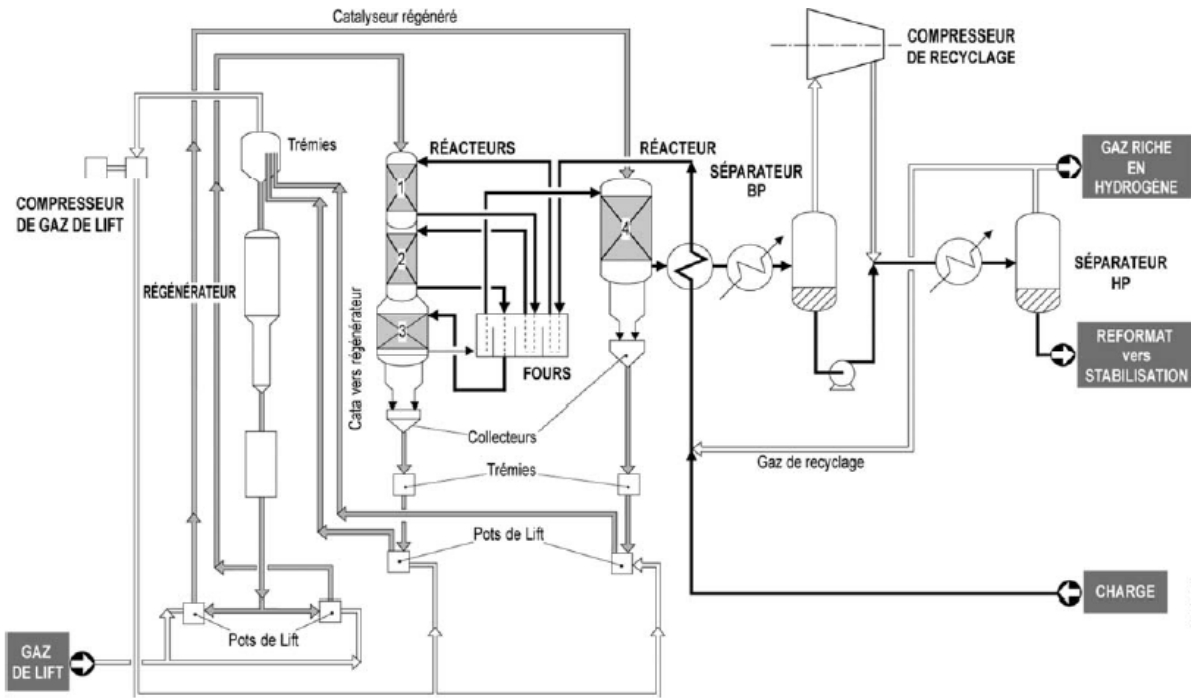 Catalyseur régénéré
COMPRESSEUR
DE RECYCLAGE
Trémies
RÉACTEURS
RÉACTEUR
SÉPARATEUR
BP
GAZ RICHE
EN
HYDROGÈNE
COMPRESSEUR
DE GAZ DE LIFT
1
2
3
4
RÉGÉNÉRATEUR
Cata vers régénérateur
SÉPARATEUR
HP
FOURS
REFORMAT
vers
STABILISATION
Collecteurs
Gaz de recyclage
Trémies
Pots de Lift
CHARGE
Pots de Lift
GAZ
DE LIFT